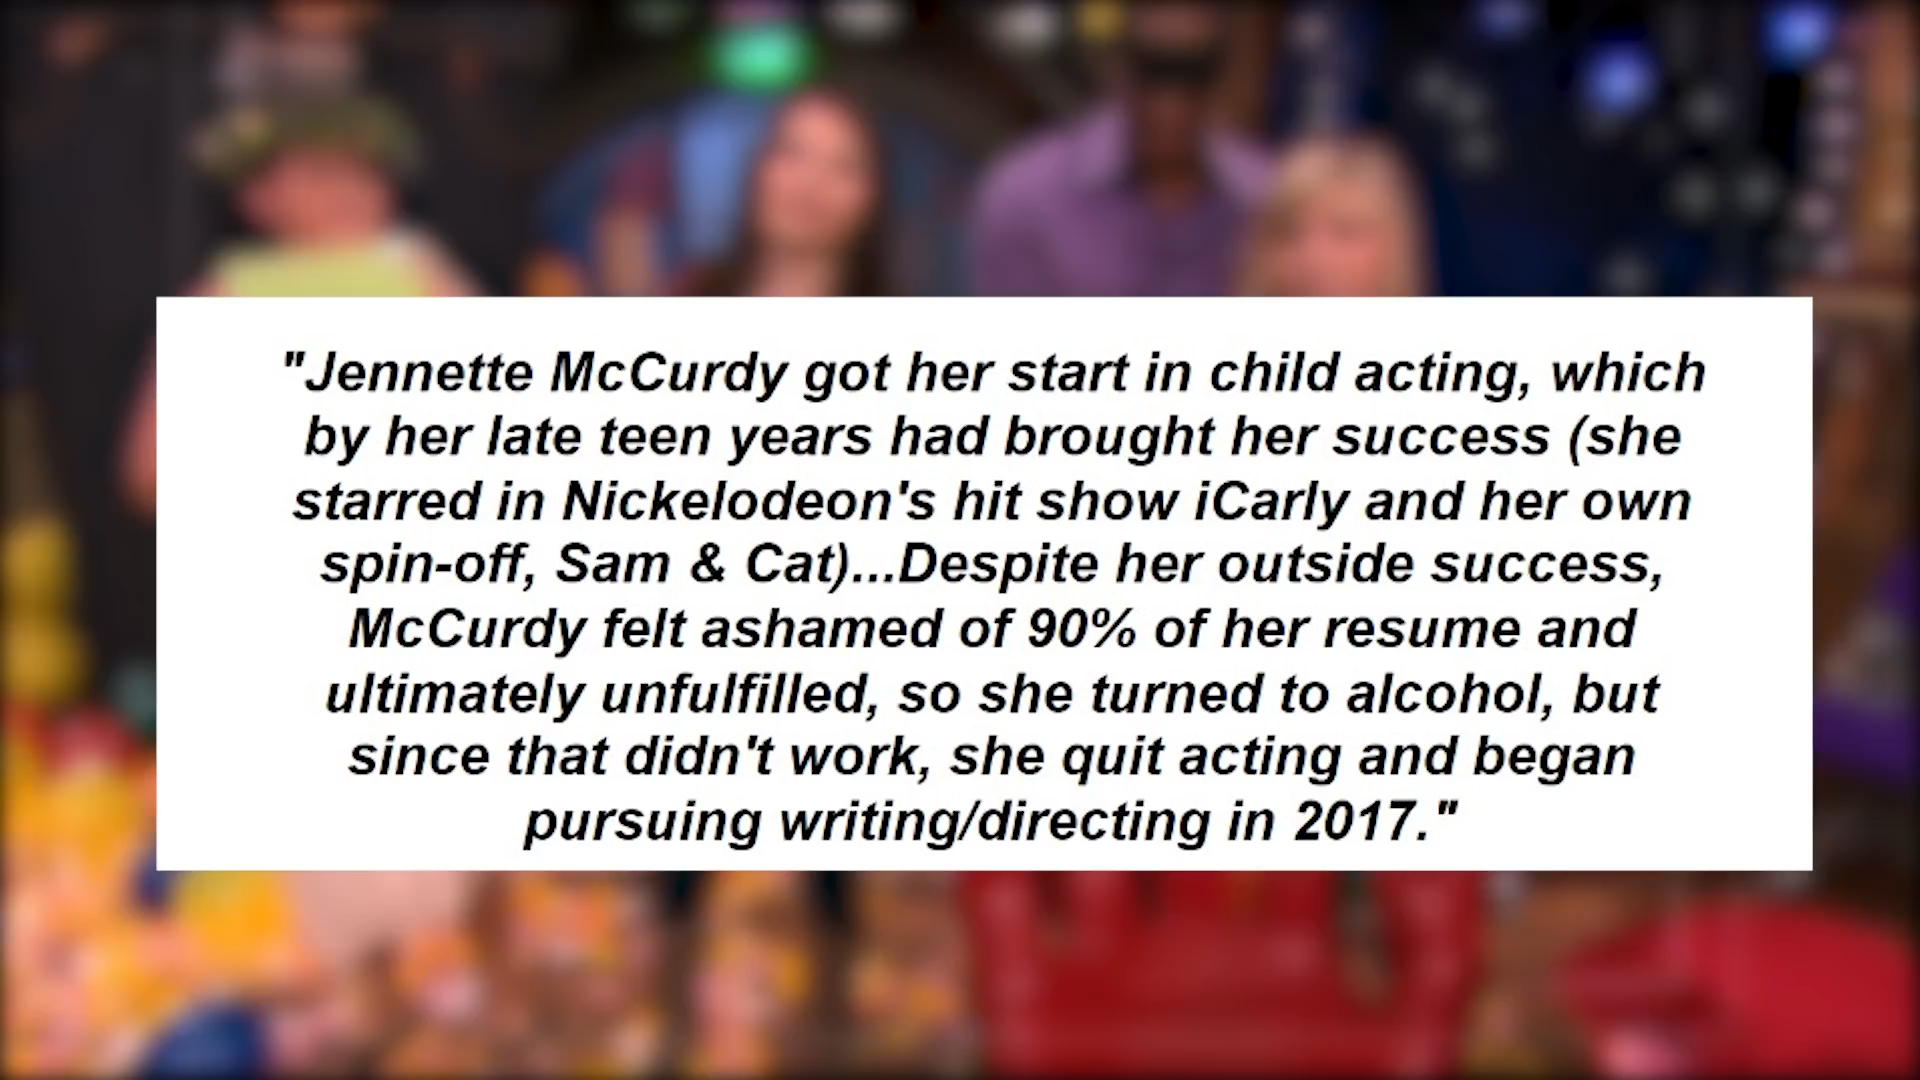 "Jennette McCurdy got her start in child acting, which
by her late teen years had brought her success (she
starred in Nickelodeon's hit show iCarly and her own
spin-off, Sam & Cat)...Despite her outside success,
McCurdy felt ashamed of 90% of her resume and
ultimately unfulfilled, so she turned to alcohol, but
since that didn't work, she quit acting and began
pursuing writing/directing in 2017."